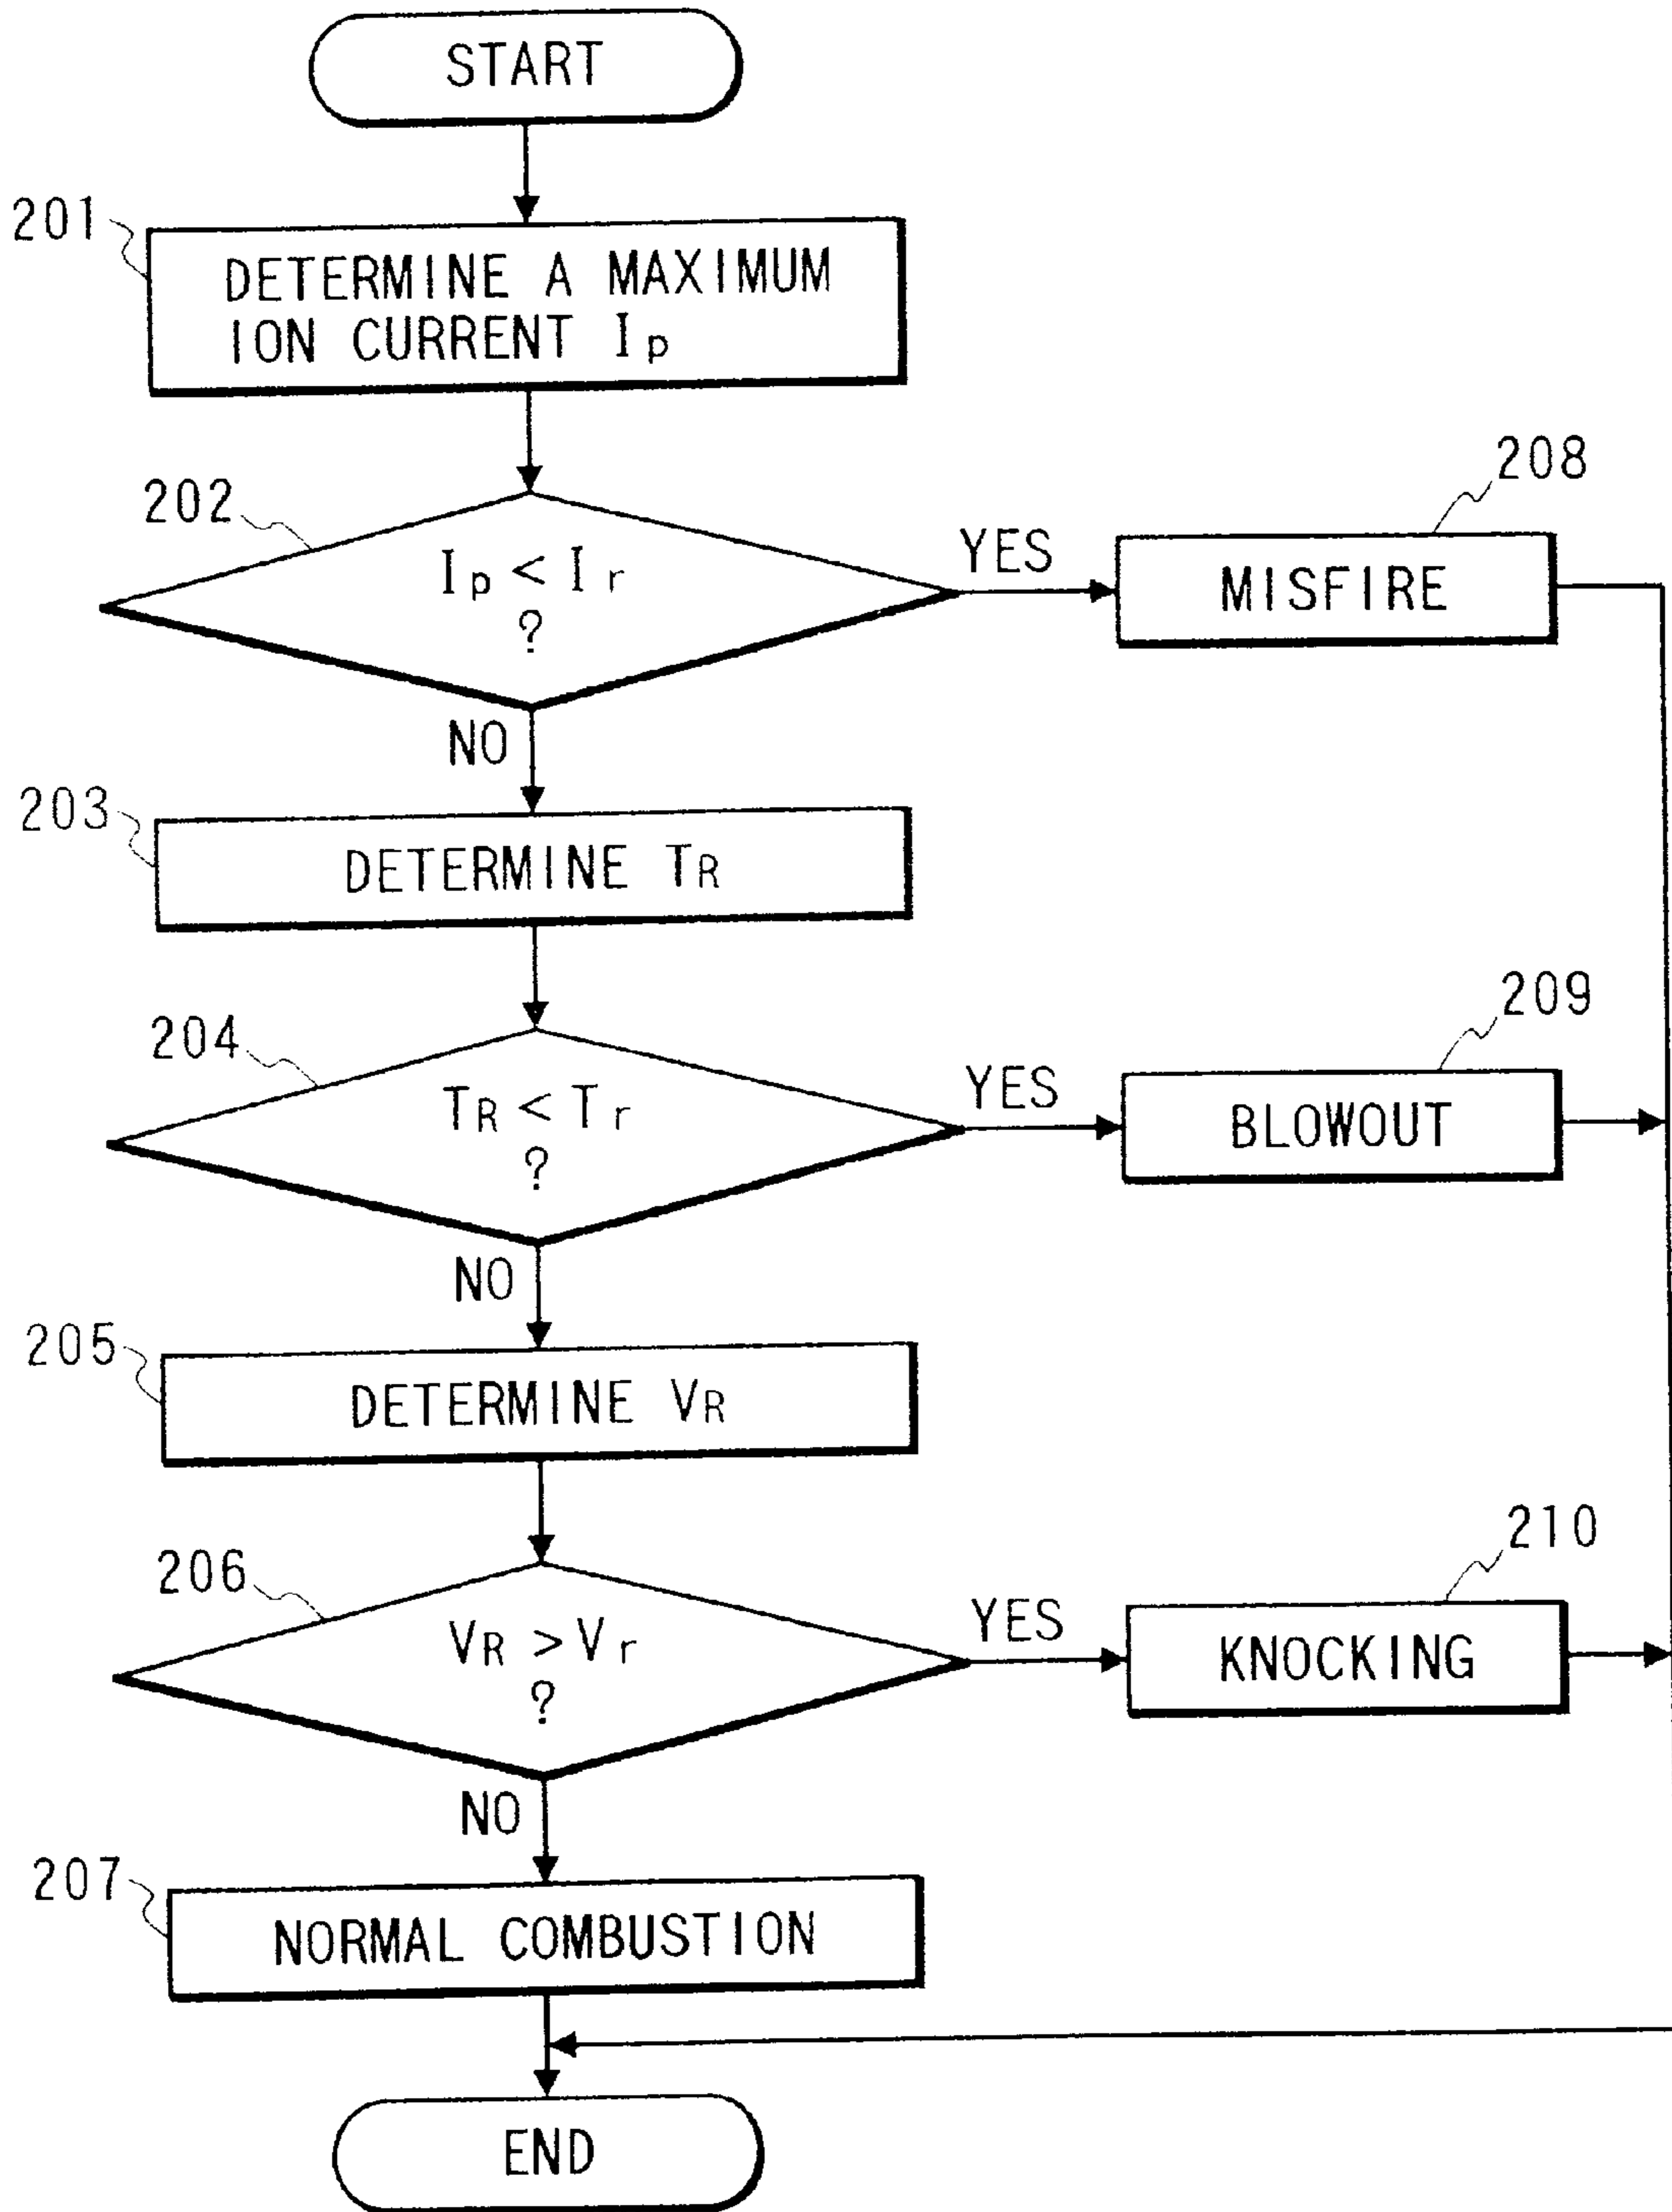 START
201
DETERMINE A MAXIMUM
ION CURRENT Ip
202
Ip < Ir
?
YES
208
MISFIRE
NO
203
DETERMINE TR
204
TR < Tr
?
YES
209
BLOWOUT
NO
205
DETERMINE VR
206
VR > Vr
?
YES
210
KNOCKING
NO
207
NORMAL COMBUSTION
END